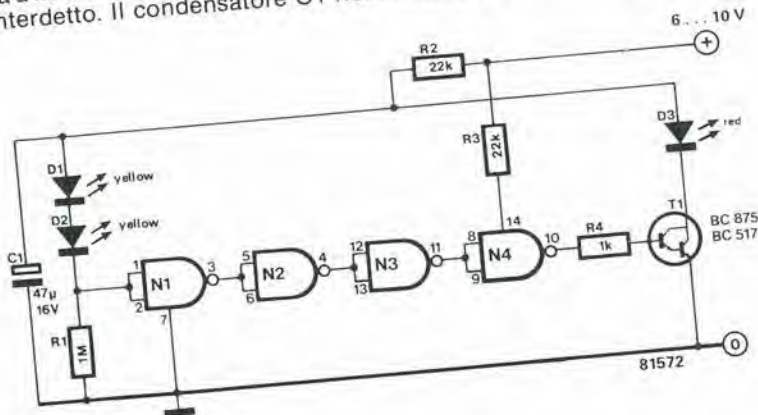 interdetto. Il condensatore C1
6 . . . 10 V
+
R2
22k
D3
red
R3
22k
D1
yellow
D2
yellow
T1
BC 875
BC 517
14
8
9
N4
10
R4
1k
12
13
N3
11
5
6
N2
4
1
2
N1
3
7
C1
47µ
16V
R1
1M
81572
0